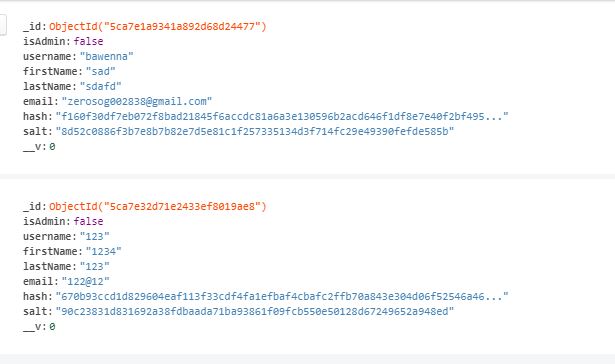 _id: ObjectId("5ca7e1a9341a892d68d24477")
isAdmin: false
username: "bawenna"
firstName: "sad"
lastName: "sdafd"
email: "zerosog002838@gmail.com"
hash: "f160f30df7eb072f8bad21845f6accdc81a6a3e130596b2acd646f1df8e7e40f2bf495..."
salt: "8d52c0886f3b7e8b7b82e7d5e81c1f257335134d3f714fc29e49390fefde585b"
__v: 0
_id: ObjectId("5ca7e32d71e2433ef8019ae8")
isAdmin: false
username: "123"
firstName: "1234"
lastName: "123"
email: "122@12"
hash: "670b93ccd1d829604eaf113f33cdf4fa1efbaf4cbafc2ffb70a843e304d06f52546a46..."
salt: "90c23831d831692a38fdbaada71ba93861f09fcb550e50128d67249652a948ed"
__v: 0